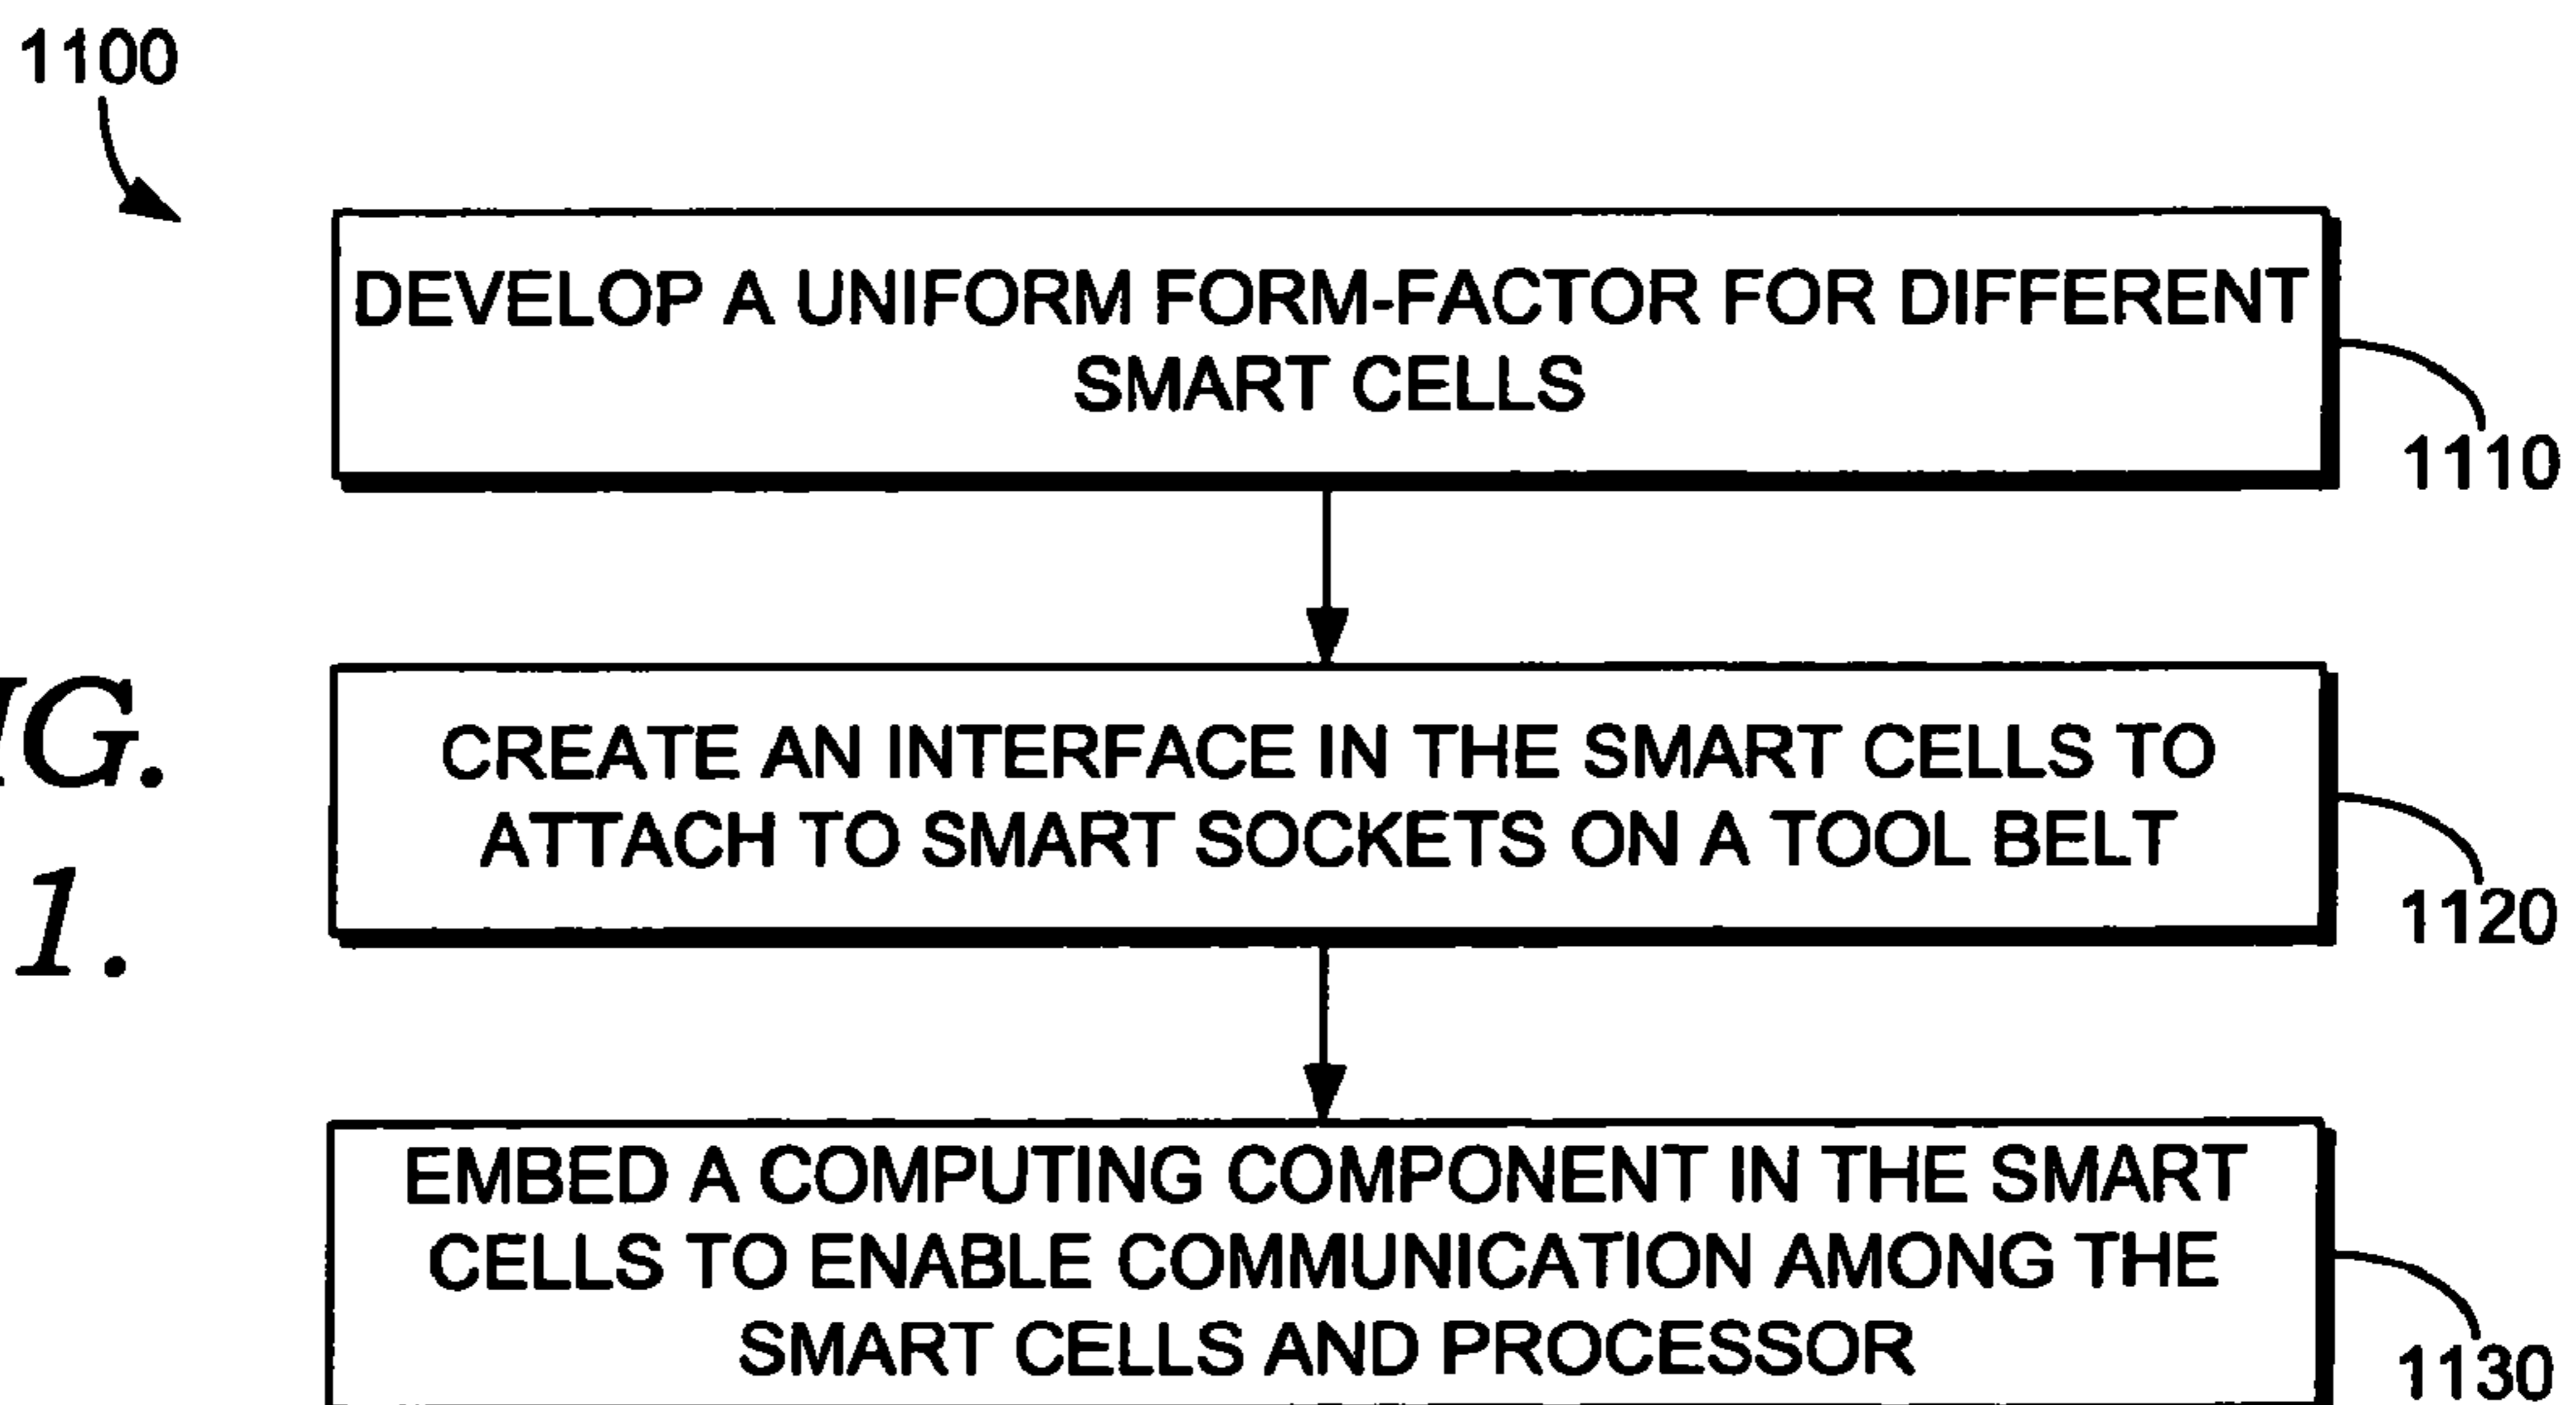 1100
DEVELOP A UNIFORM FORM-FACTOR FOR DIFFERENT
SMART CELLS
1110
IG.
CREATE AN INTERFACE IN THE SMART CELLS TO
ATTACH TO SMART SOCKETS ON A TOOL BELT
1.
1120
EMBED A COMPUTING COMPONENT IN THE SMART
CELLS TO ENABLE COMMUNICATION AMONG THE
SMART CELLS AND PROCESSOR
1130